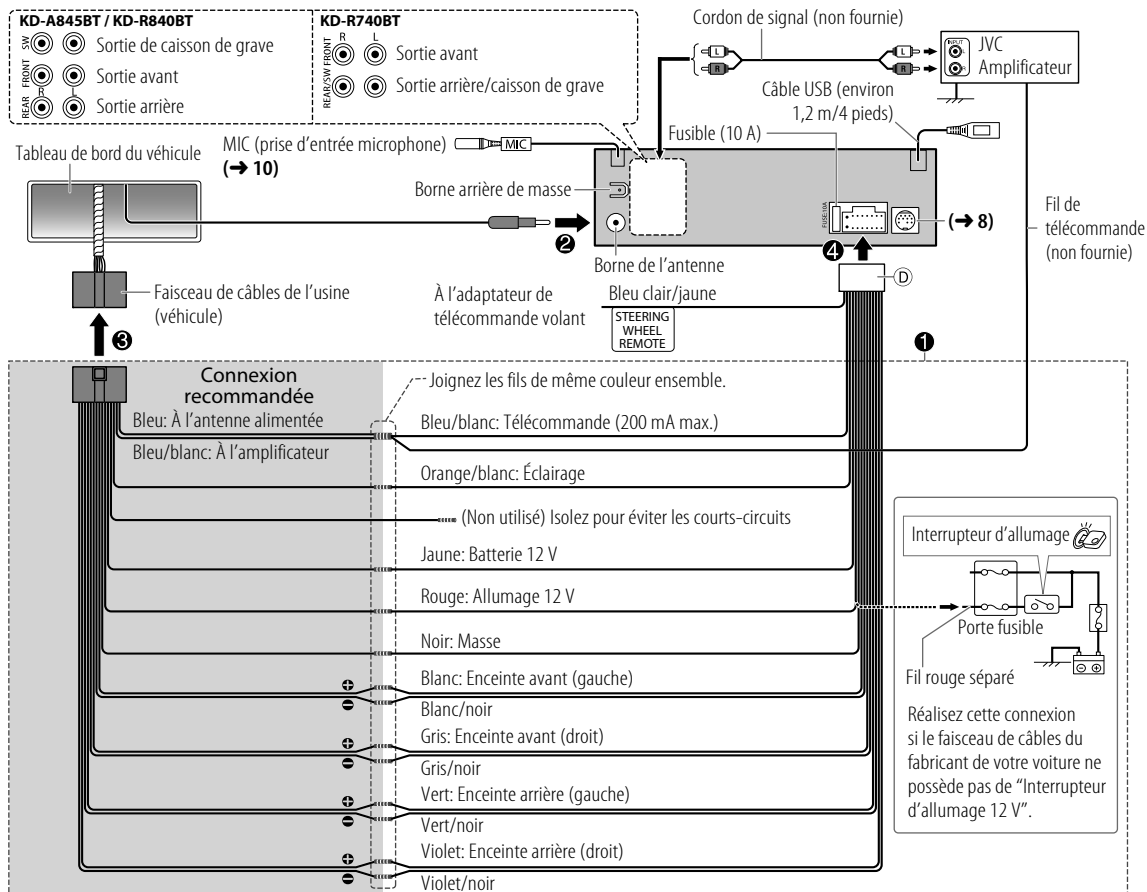 KD-A845BT / KD-R840BT
SW
Sortie de caisson de grave
FRONT
Sortie avant
REAR
R
L
Sortie arrière
KD-R740BT
R
L
FRONT
Sortie avant
REAR/SW
Sortie arrière/caisson de grave
Cordon de signal (non fournie)
L
R
L
R
INPUT
L
R
JVC
Amplificateur
Câble USB (environ
1,2 m/4 pieds)
Fusible (10 A)
MIC (prise d’entrée microphone)
(➜ 10)
MIC
Tableau de bord du véhicule
Borne arrière de masse
FUSE:10A
(➜ 8)
Fil de
télécommande
(non fournie)
❷
❹
Borne de l’antenne
D
Faisceau de câbles de l’usine
(véhicule)
À l’adaptateur de
télécommande volant
Bleu clair/jaune
STEERING
WHEEL
REMOTE
❸
❶
Connexion
recommandée
Joignez les fils de même couleur ensemble.
Bleu: À l’antenne alimentée
Bleu/blanc: Télécommande (200 mA max.)
Bleu/blanc: À l’amplificateur
Orange/blanc: Éclairage
(Non utilisé) Isolez pour éviter les courts-circuits
Jaune: Batterie 12 V
Rouge: Allumage 12 V
Noir: Masse
Blanc: Enceinte avant (gauche)
Blanc/noir
Gris: Enceinte avant (droit)
Gris/noir
Vert: Enceinte arrière (gauche)
Vert/noir
Violet: Enceinte arrière (droit)
Violet/noir
Interrupteur d’allumage
Porte fusible
Fil rouge séparé
Réalisez cette connexion
si le faisceau de câbles du
fabricant de votre voiture ne
possède pas de “Interrupteur
d’allumage 12 V”.